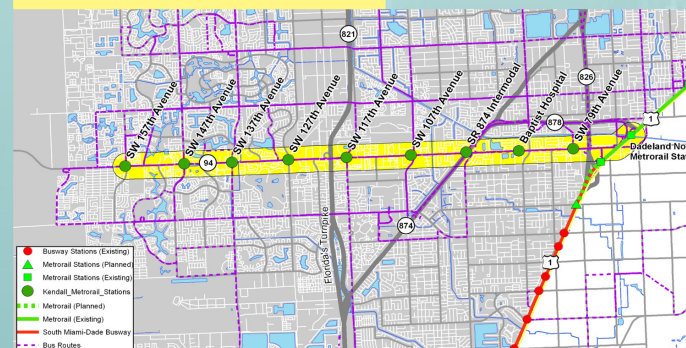 821
826
SW 157th Avenue
SW 147th Avenue
SW 137th Avenue
SW 127th Avenue
SW 117th Avenue
SW 107th Avenue
SR 874 Intermodal
Baptist Hospital
SW 79th Avenue
878
1
94
Dadeland No
Metrorail Sta
Florida's Turnpike
874
1
Busway Stations (Existing)
Metrorail Stations (Planned)
Metrorail Stations (Existing)
Kendall_Metrorail_Stations
Metrorail (Planned)
Metrorail (Existing)
South Miami-Dade Busway
Bus Routes